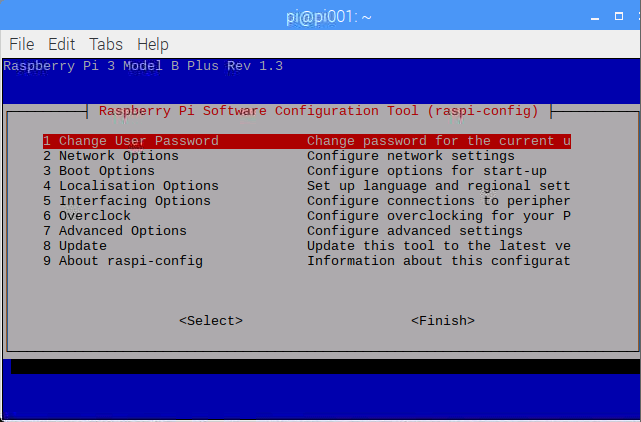 pi@pi001: ~
File Edit Tabs Help
Raspberry Pi 3 Model B Plus Rev 1.3
Raspberry Pi Software Configuration Tool (raspi-config)
1 Change User Password Change password for the current u
2 Network Options Configure network settings
3 Boot Options Configure options for start-up
4 Localisation Options Set up language and regional sett
5 Interfacing Options Configure connections to peripher
6 Overclock Configure overclocking for your P
7 Advanced Options Configure advanced settings
8 Update Update this tool to the latest ve
9 About raspi-config Information about this configurat
<Select> <Finish>